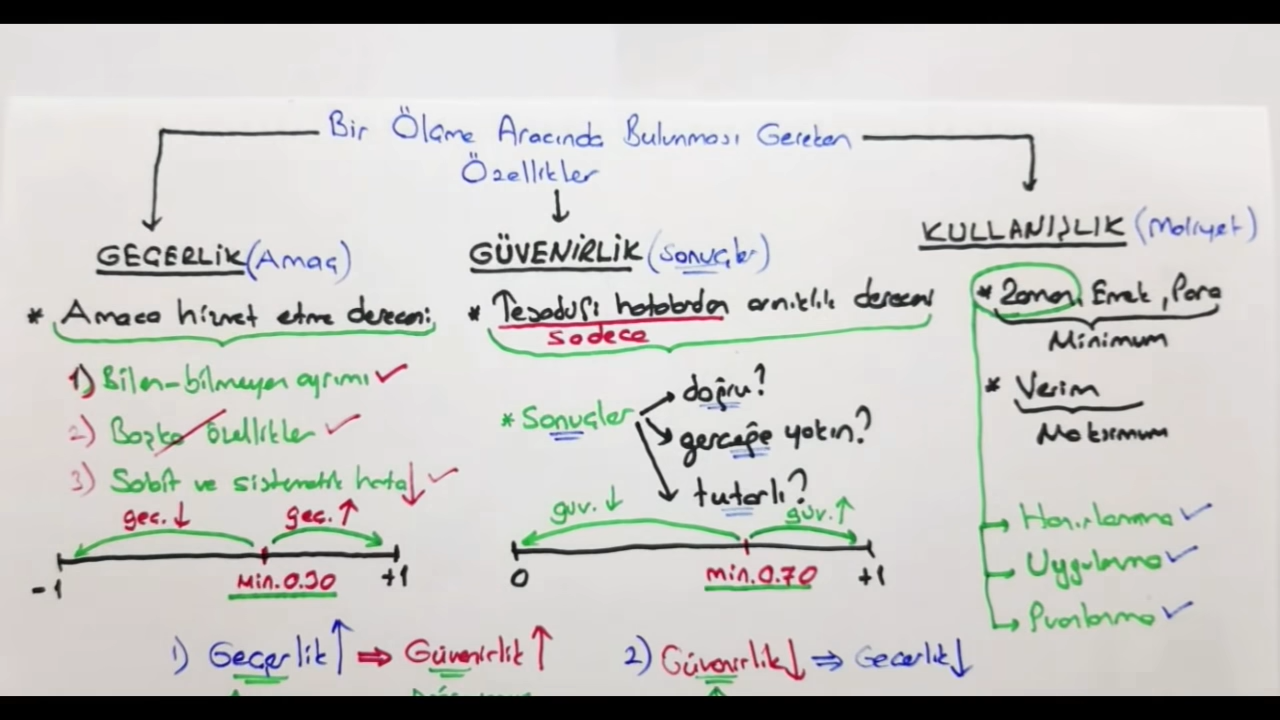 Bir Ölçme Aracında Bulunması Gereken
Özellikler
GEÇERLİK (Amaç)
* Amaca hizmet etme derecesi
1) Bilen-bilmeyen ayrımı ✓
2) Başka özellikler ✓
3) Sabit ve sistematik hata↓ ✓
geç.↓ geç.↑
-1 Min.0.30 +1
GÜVENİRLİK (Sonuçlar)
* Tesadüfi hatalardan arınıklık derecesi
sadece
* Sonuçlar
doğru?
gerçeğe yakın?
tutarlı?
güv.↓ güv.↑
0 min.0.70 +1
KULLANIŞLIK (Maliyet)
* Zaman, Emek, Para
Minimum
* Verim
Maksimum
Hazırlanma ✓
Uygulama ✓
Puanlama ✓
1) Geçerlik↑ ⇒ Güvenirlik↑
2) Güvenirlik↓ ⇒ Geçerlik↓